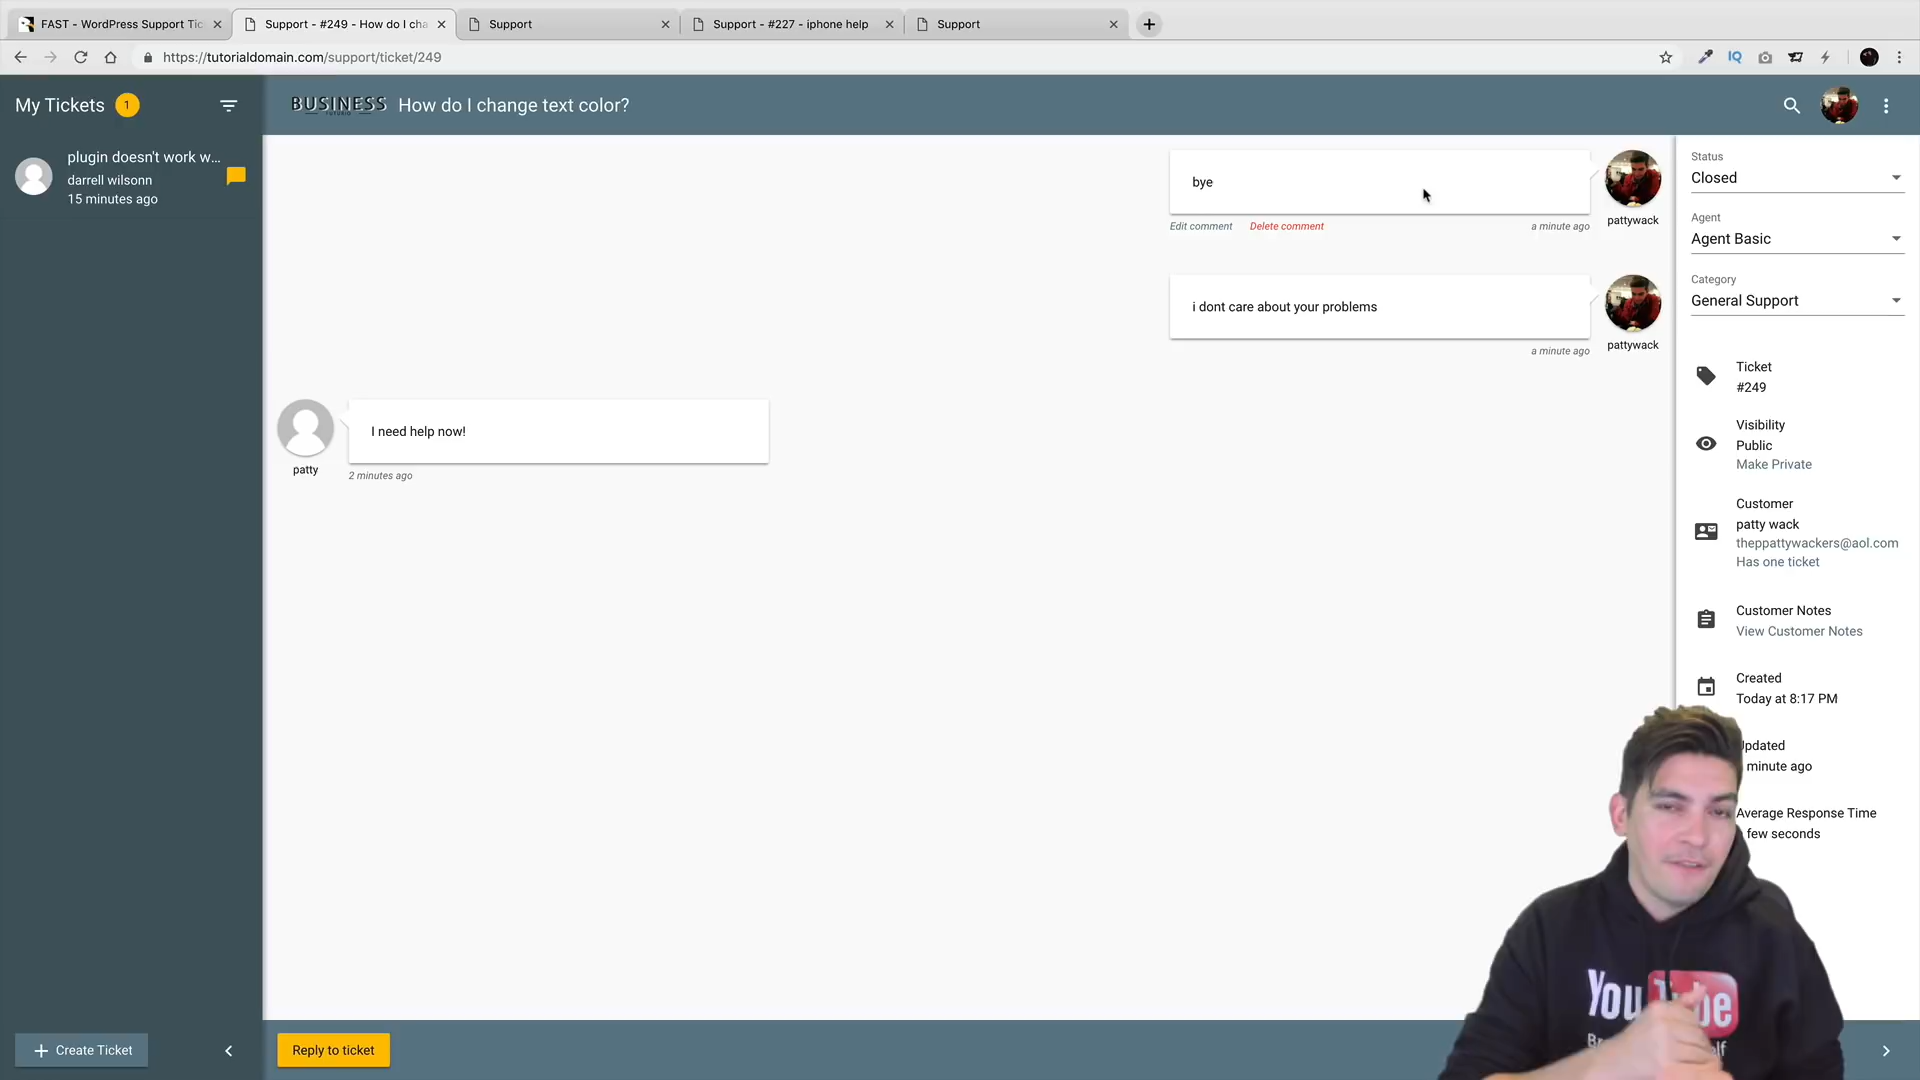 FAST - WordPress Support Tic
Support - #249 - How do I cha
Support
Support - #227 - iphone help
Support
https://tutorialdomain.com/support/ticket/249
IQ
My Tickets 1
BUSINESS
How do I change text color?
plugin doesn't work w...
darrell wilsonn
15 minutes ago
bye
Edit comment
Delete comment
a minute ago
pattywack
i dont care about your problems
a minute ago
pattywack
I need help now!
patty
2 minutes ago
Status
Closed
Agent
Agent Basic
Category
General Support
Ticket
#249
Visibility
Public
Make Private
Customer
patty wack
theppattywackers@aol.com
Has one ticket
Customer Notes
View Customer Notes
Created
Today at 8:17 PM
Updated
minute ago
Average Response Time
few seconds
Create Ticket
Reply to ticket
YouTube